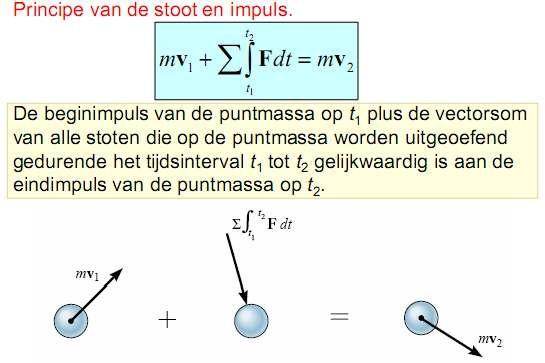 Principe van de stoot en impuls.
mv₁ + ∑∫ₜ₁ᵗ² Fdt = mv₂
De beginimpuls van de puntmassa op t₁ plus de vectorsom
van alle stoten die op de puntmassa worden uitgeoefend
gedurende het tijdsinterval t₁ tot t₂ gelijkwaardig is aan de
eindimpuls van de puntmassa op t₂.
Σ∫ₜ₁ᵗ² F dt
mv₁
+
=
mv₂